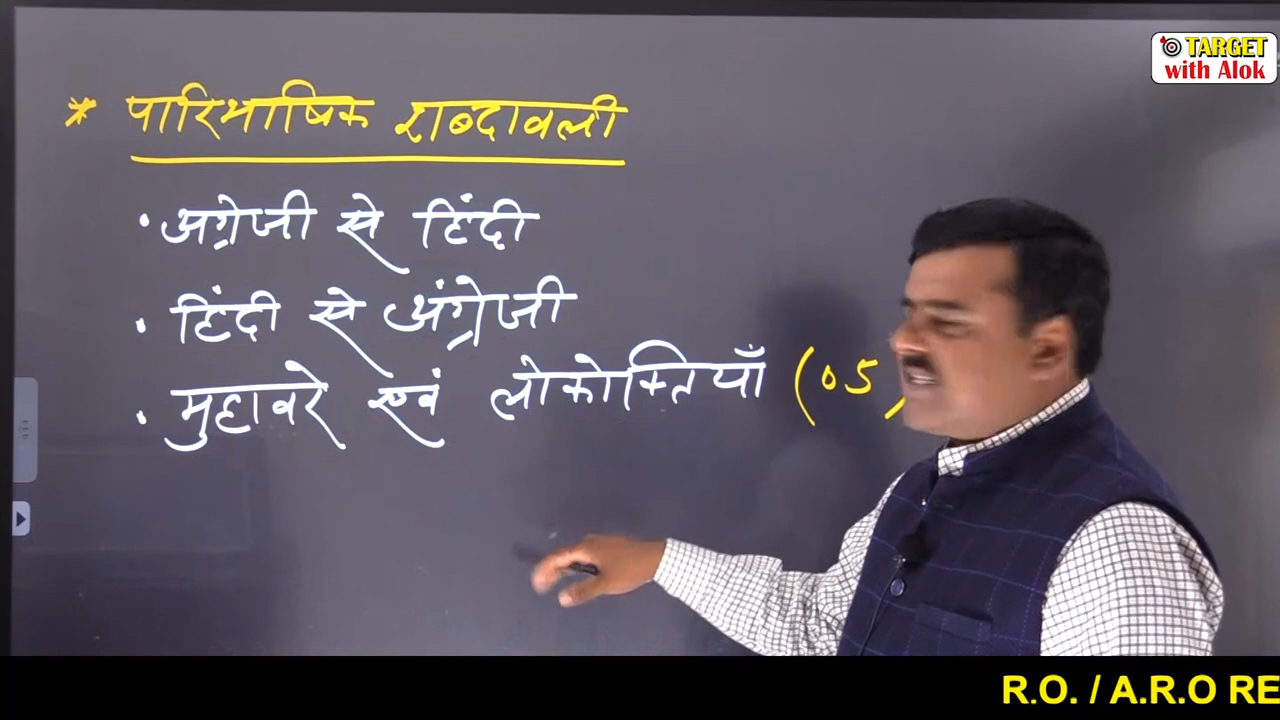 TARGET
with Alok
* पारिभाषिक शब्दावली
• अंग्रेजी से हिंदी
• हिंदी से अंग्रेजी
• मुहावरे एवं लोकोक्तियाँ (05)
R.O. / A.R.O RE